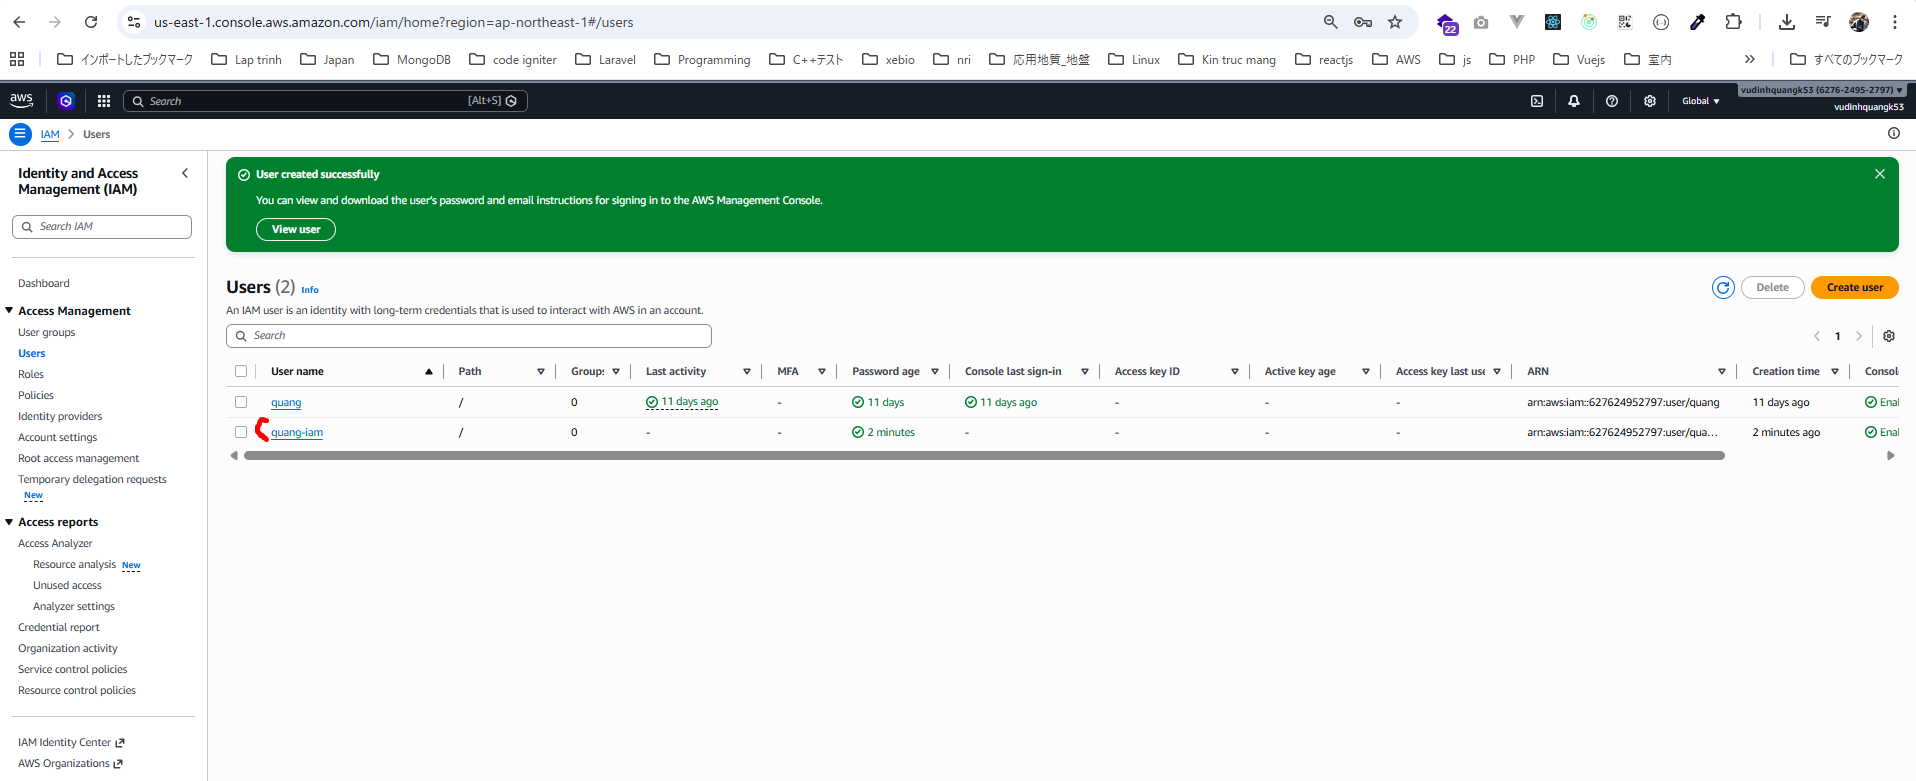 us-east-1.console.aws.amazon.com/iam/home?region=ap-northeast-1#/users
22
インポートしたブックマーク Lap trinh Japan MongoDB code igniter Laravel Programming C++テスト xebio nri 応用地質_地盤 Linux Kin truc mang reactjs AWS js PHP Vuejs 室内 » すべてのブックマーク
aws Search [Alt+S] Global vudinhquangk53 (6276-2495-2797)
vudinhquangk53
IAM Users
Identity and Access Management (IAM)
Search IAM
Dashboard
Access Management
User groups
Users
Roles
Policies
Identity providers
Account settings
Root access management
Temporary delegation requests
New
Access reports
Access Analyzer
Resource analysis New
Unused access
Analyzer settings
Credential report
Organization activity
Service control policies
Resource control policies
IAM Identity Center
AWS Organizations
User created successfully
You can view and download the user's password and email instructions for signing in to the AWS Management Console.
View user
Users (2) Info
Delete Create user
An IAM user is an identity with long-term credentials that is used to interact with AWS in an account.
Search
1
User name Path Groups Last activity MFA Password age Console last sign-in Access key ID Active key age Access key last use ARN Creation time Consol
quang / 0 11 days ago - 11 days 11 days ago - - - arn:aws:iam::627624952797:user/quang 11 days ago Enal
quang-iam / 0 - - 2 minutes - - - - arn:aws:iam::627624952797:user/qua... 2 minutes ago Enal